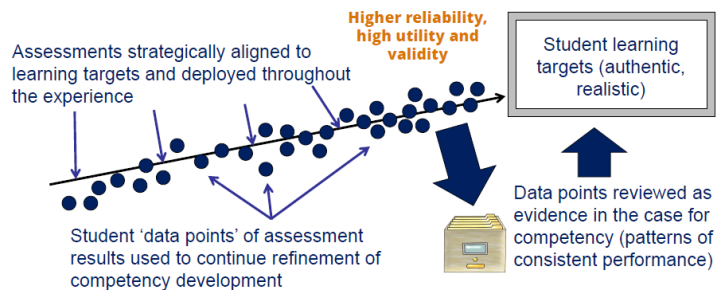 Higher reliability,
high utility and
validity
Assessments strategically aligned to
learning targets and deployed throughout
the experience
Student learning
targets (authentic,
realistic)
Student ‘data points’ of assessment
results used to continue refinement of
competency development
Data points reviewed as
evidence in the case for
competency (patterns of
consistent performance)